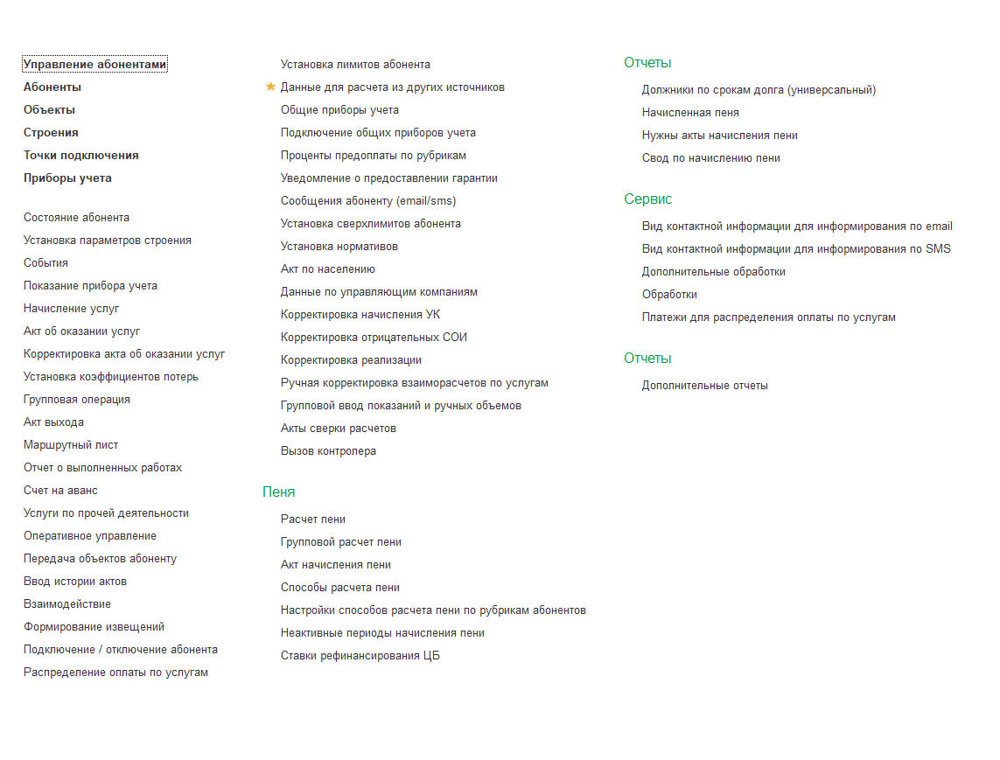 Управление абонентами
Абоненты
Объекты
Строения
Точки подключения
Приборы учета
Состояние абонента
Установка параметров строения
События
Показание прибора учета
Начисление услуг
Акт об оказании услуг
Корректировка акта об оказании услуг
Установка коэффициентов потерь
Групповая операция
Акт выхода
Маршрутный лист
Отчет о выполненных работах
Счет на аванс
Услуги по прочей деятельности
Оперативное управление
Передача объектов абоненту
Ввод истории актов
Взаимодействие
Формирование извещений
Подключение / отключение абонента
Распределение оплаты по услугам
Установка лимитов абонента
Данные для расчета из других источников
Общие приборы учета
Подключение общих приборов учета
Проценты предоплаты по рубрикам
Уведомление о предоставлении гарантии
Сообщения абоненту (email/sms)
Установка сверхлимитов абонента
Установка нормативов
Акт по населению
Данные по управляющим компаниям
Корректировка начисления УК
Корректировка отрицательных СОИ
Корректировка реализации
Ручная корректировка взаиморасчетов по услугам
Групповой ввод показаний и ручных объемов
Акты сверки расчетов
Вызов контролера
Пеня
Расчет пени
Групповой расчет пени
Акт начисления пени
Способы расчета пени
Настройки способов расчета пени по рубрикам абонентов
Неактивные периоды начисления пени
Ставки рефинансирования ЦБ
Отчеты
Должники по срокам долга (универсальный)
Начисленная пеня
Нужны акты начисления пени
Свод по начислению пени
Сервис
Вид контактной информации для информирования по email
Вид контактной информации для информирования по SMS
Дополнительные обработки
Обработки
Платежи для распределения оплаты по услугам
Отчеты
Дополнительные отчеты